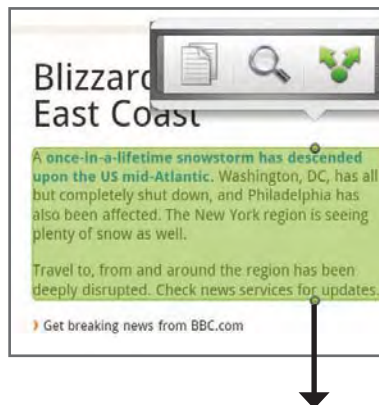 Blizzard
East Coast
A once-in-a-lifetime snowstorm has descended
upon the US mid-Atlantic. Washington, DC, has all
but completely shut down, and Philadelphia has
also been affected. The New York region is seeing
plenty of snow as well.
Travel to, from and around the region has been
deeply disrupted. Check news services for updates.
Get breaking news from BBC.com